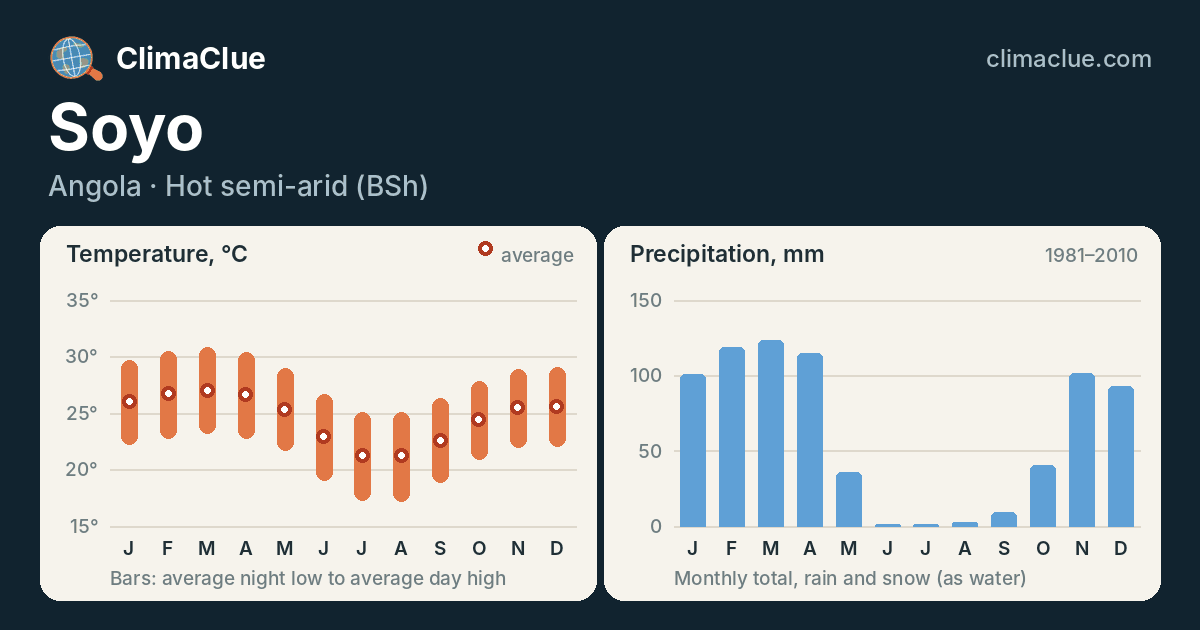 ClimaClue
climaclue.com
Soyo
Angola · Hot semi-arid (BSh)
Temperature, °C
average
35°
30°
25°
20°
15°
J F M A M J J A S O N D
Bars: average night low to average day high
Precipitation, mm
1981–2010
150
100
50
0
J F M A M J J A S O N D
Monthly total, rain and snow (as water)